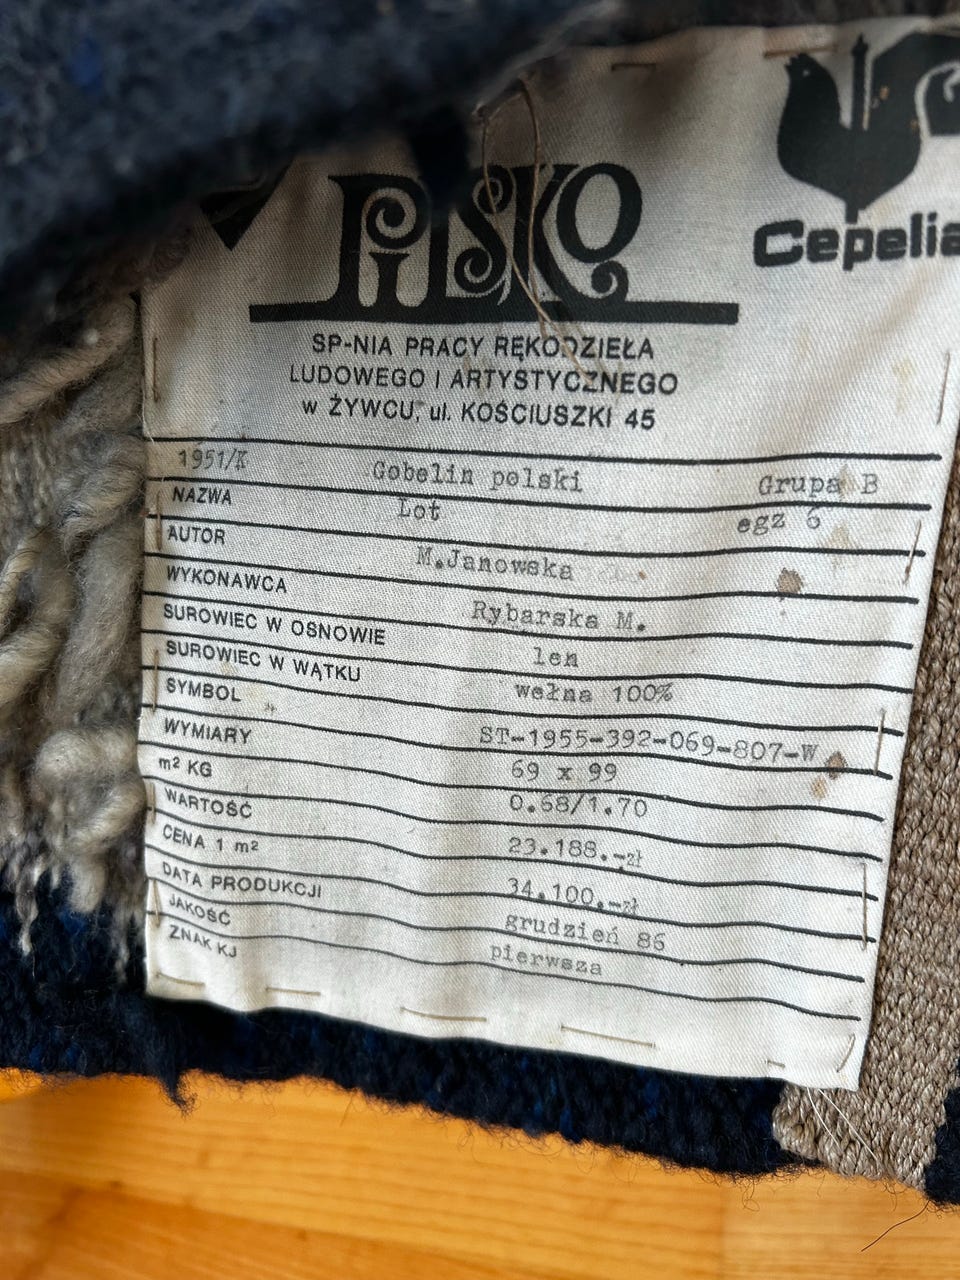 PiLSKO
Cepelia
SP-NIA PRACY RĘKODZIEŁA
LUDOWEGO I ARTYSTYCZNEGO
w ŻYWCU, ul. KOŚCIUSZKI 45
1951/K Gobelin polski Grupa B
NAZWA Lot egz 6
AUTOR M.Janowska
WYKONAWCA Rybarska M.
SUROWIEC W OSNOWIE len
SUROWIEC W WĄTKU wełna 100%
SYMBOL ST-1955-392-069-807-W
WYMIARY 69 x 99
m² KG 0.68/1.70
WARTOŚĆ 23.188.-zł
CENA 1 m² 34.100.-zł
DATA PRODUKCJI grudzień 86
JAKOŚĆ pierwsza
ZNAK KJ